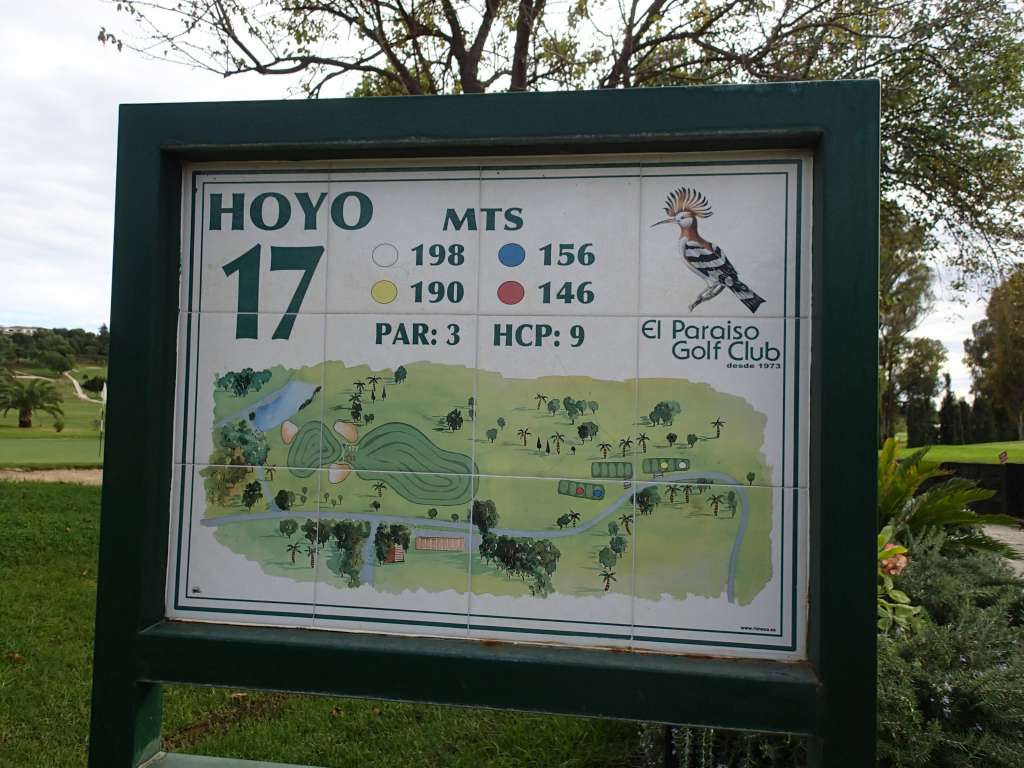 HOYO
17
MTS
198 156
190 146
PAR: 3 HCP: 9
El Paraiso
Golf Club
desde 1973